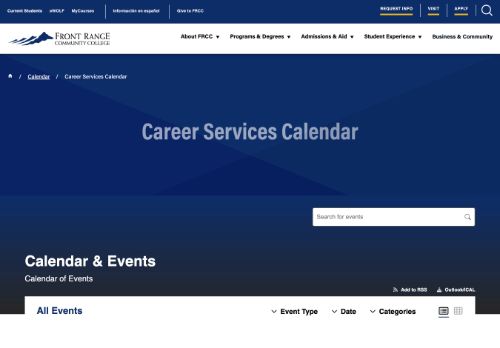 Current Students eWOLF MyCourses Información en español Give to FRCC REQUEST INFO VISIT APPLY
FRONT RANGE
COMMUNITY COLLEGE
About FRCC Programs & Degrees Admissions & Aid Student Experience Business & Community
/ Calendar / Career Services Calendar
Career Services Calendar
Search for events
Calendar & Events
Calendar of Events
Add to RSS Outlook/iCAL
All Events Event Type Date Categories